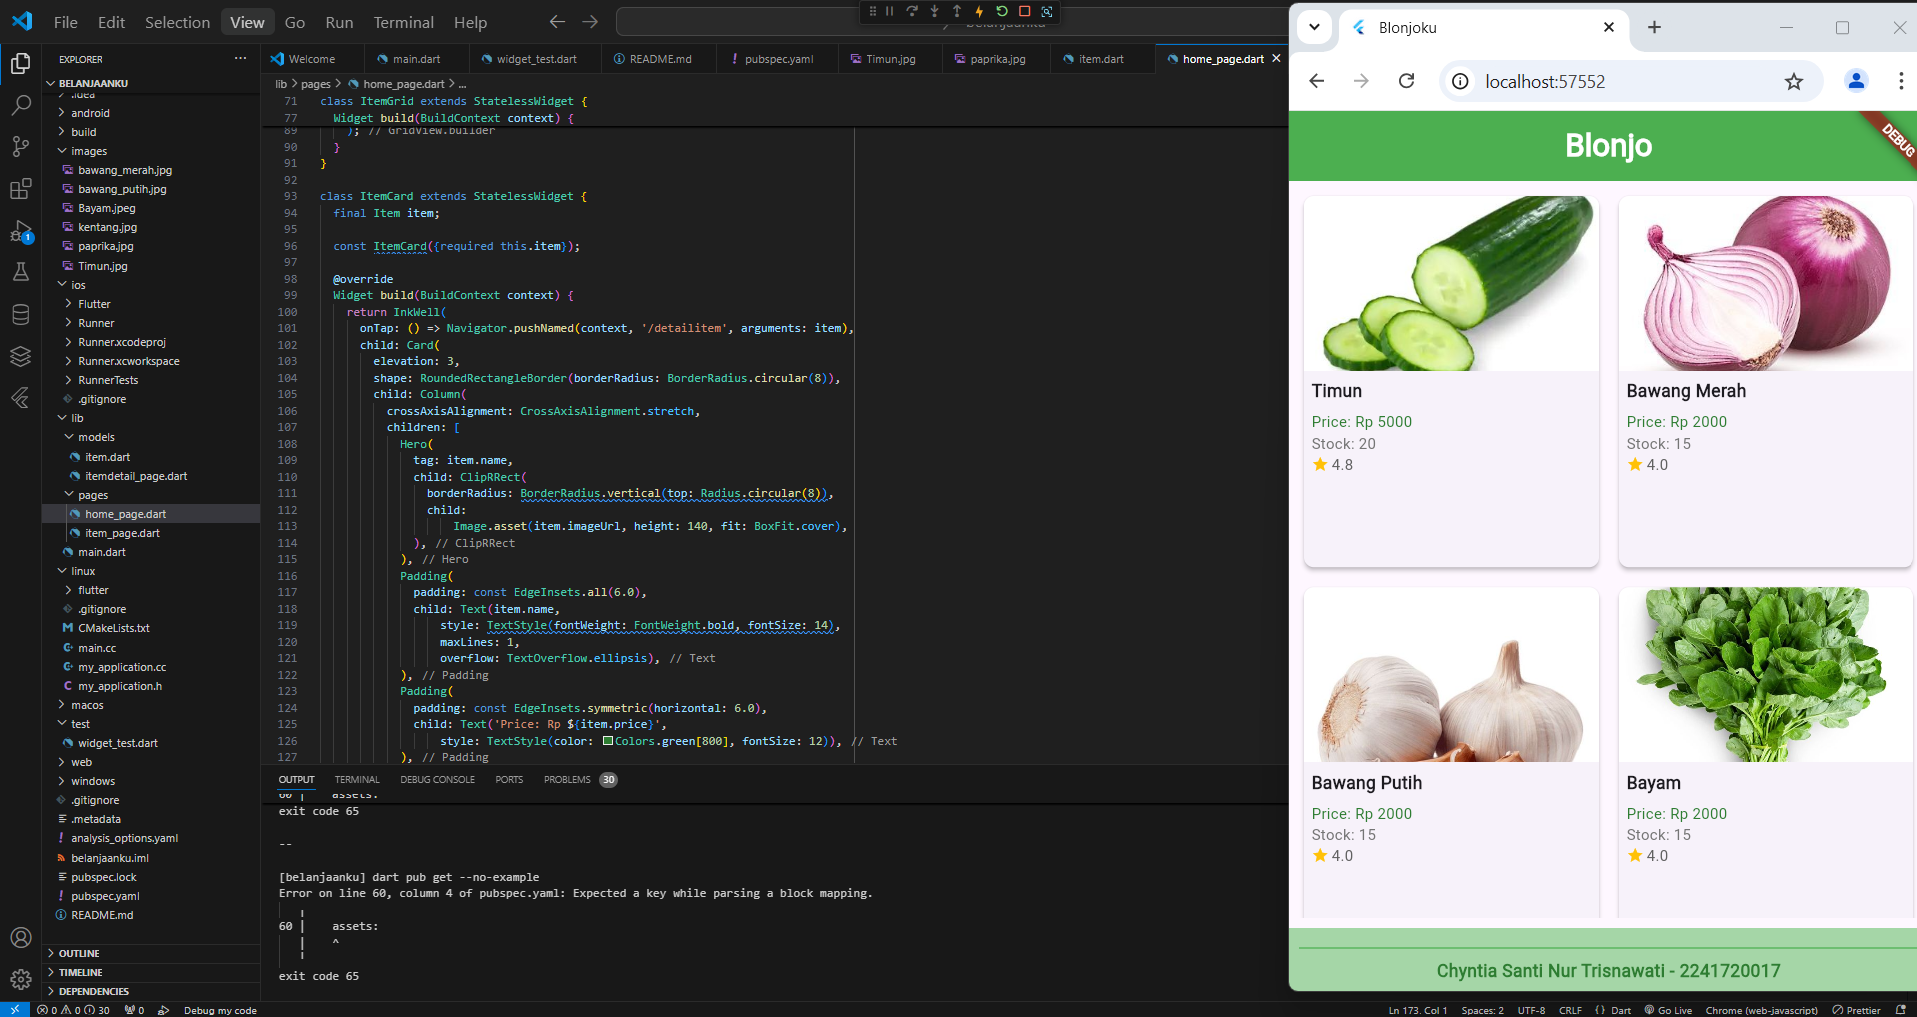 File Edit Selection View Go Run Terminal Help
belanjaanku
EXPLORER
BELANJAANKU
.idea
android
build
images
bawang_merah.jpg
bawang_putih.jpg
Bayam.jpeg
kentang.jpg
paprika.jpg
Timun.jpg
ios
Flutter
Runner
Runner.xcodeproj
Runner.xcworkspace
RunnerTests
.gitignore
lib
models
item.dart
itemdetail_page.dart
pages
home_page.dart
item_page.dart
main.dart
linux
flutter
.gitignore
CMakeLists.txt
main.cc
my_application.cc
my_application.h
macos
test
widget_test.dart
web
windows
.gitignore
.metadata
analysis_options.yaml
belanjaanku.iml
pubspec.lock
pubspec.yaml
README.md
OUTLINE
TIMELINE
DEPENDENCIES
Welcome main.dart widget_test.dart README.md pubspec.yaml Timun.jpg paprika.jpg item.dart home_page.dart
lib > pages > home_page.dart > ...
71 class ItemGrid extends StatelessWidget {
77 Widget build(BuildContext context) {
89 ); // GridView.builder
90 }
91 }
92
93 class ItemCard extends StatelessWidget {
94 final Item item;
95
96 const ItemCard({required this.item});
97
98 @override
99 Widget build(BuildContext context) {
100 return InkWell(
101 onTap: () => Navigator.pushNamed(context, '/detailitem', arguments: item),
102 child: Card(
103 elevation: 3,
104 shape: RoundedRectangleBorder(borderRadius: BorderRadius.circular(8)),
105 child: Column(
106 crossAxisAlignment: CrossAxisAlignment.stretch,
107 children: [
108 Hero(
109 tag: item.name,
110 child: ClipRRect(
111 borderRadius: BorderRadius.vertical(top: Radius.circular(8)),
112 child:
113 Image.asset(item.imageUrl, height: 140, fit: BoxFit.cover),
114 ), // ClipRRect
115 ), // Hero
116 Padding(
117 padding: const EdgeInsets.all(6.0),
118 child: Text(item.name,
119 style: TextStyle(fontWeight: FontWeight.bold, fontSize: 14),
120 maxLines: 1,
121 overflow: TextOverflow.ellipsis), // Text
122 ), // Padding
123 Padding(
124 padding: const EdgeInsets.symmetric(horizontal: 6.0),
125 child: Text('Price: Rp ${item.price}',
126 style: TextStyle(color: Colors.green[800], fontSize: 12)), // Text
127 ), // Padding
OUTPUT TERMINAL DEBUG CONSOLE PORTS PROBLEMS 30
60 | assets:
exit code 65
--
[belanjaanku] dart pub get --no-example
Error on line 60, column 4 of pubspec.yaml: Expected a key while parsing a block mapping.
60 | assets:
| ^
exit code 65
0 0 30 0 Debug my code
Ln 173, Col 1 Spaces: 2 UTF-8 CRLF {} Dart Go Live Chrome (web-javascript) Prettier
1
Blonjoku
localhost:57552
Blonjo
DEBUG
Timun
Price: Rp 5000
Stock: 20
4.8
Bawang Merah
Price: Rp 2000
Stock: 15
4.0
Bawang Putih
Price: Rp 2000
Stock: 15
4.0
Bayam
Price: Rp 2000
Stock: 15
4.0
Chyntia Santi Nur Trisnawati - 2241720017